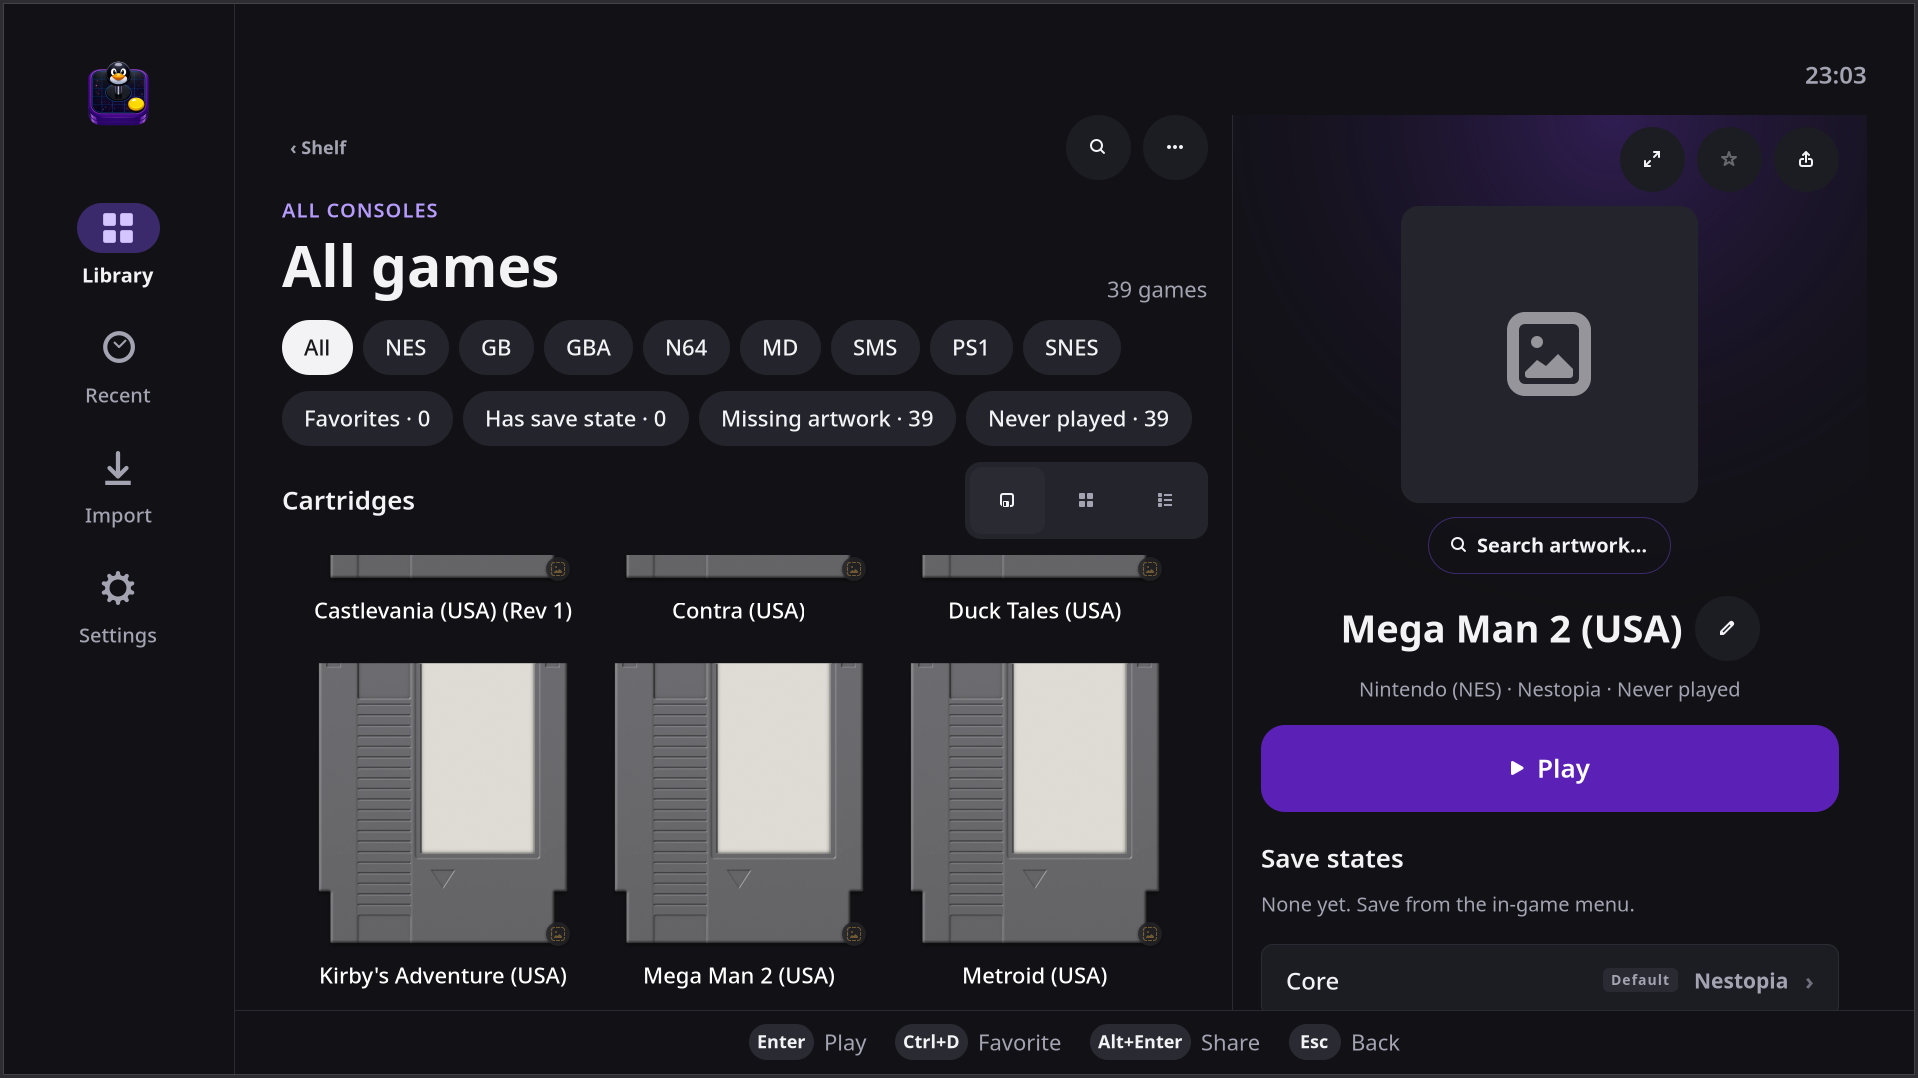 23:03
‹ Shelf
ALL CONSOLES
All games
39 games
All NES GB GBA N64 MD SMS PS1 SNES
Favorites · 0 Has save state · 0 Missing artwork · 39 Never played · 39
Cartridges
Castlevania (USA) (Rev 1) Contra (USA) Duck Tales (USA)
Kirby's Adventure (USA) Mega Man 2 (USA) Metroid (USA)
Library
Recent
Import
Settings
Search artwork...
Mega Man 2 (USA)
Nintendo (NES) · Nestopia · Never played
Play
Save states
None yet. Save from the in-game menu.
Core Default Nestopia ›
Enter Play Ctrl+D Favorite Alt+Enter Share Esc Back